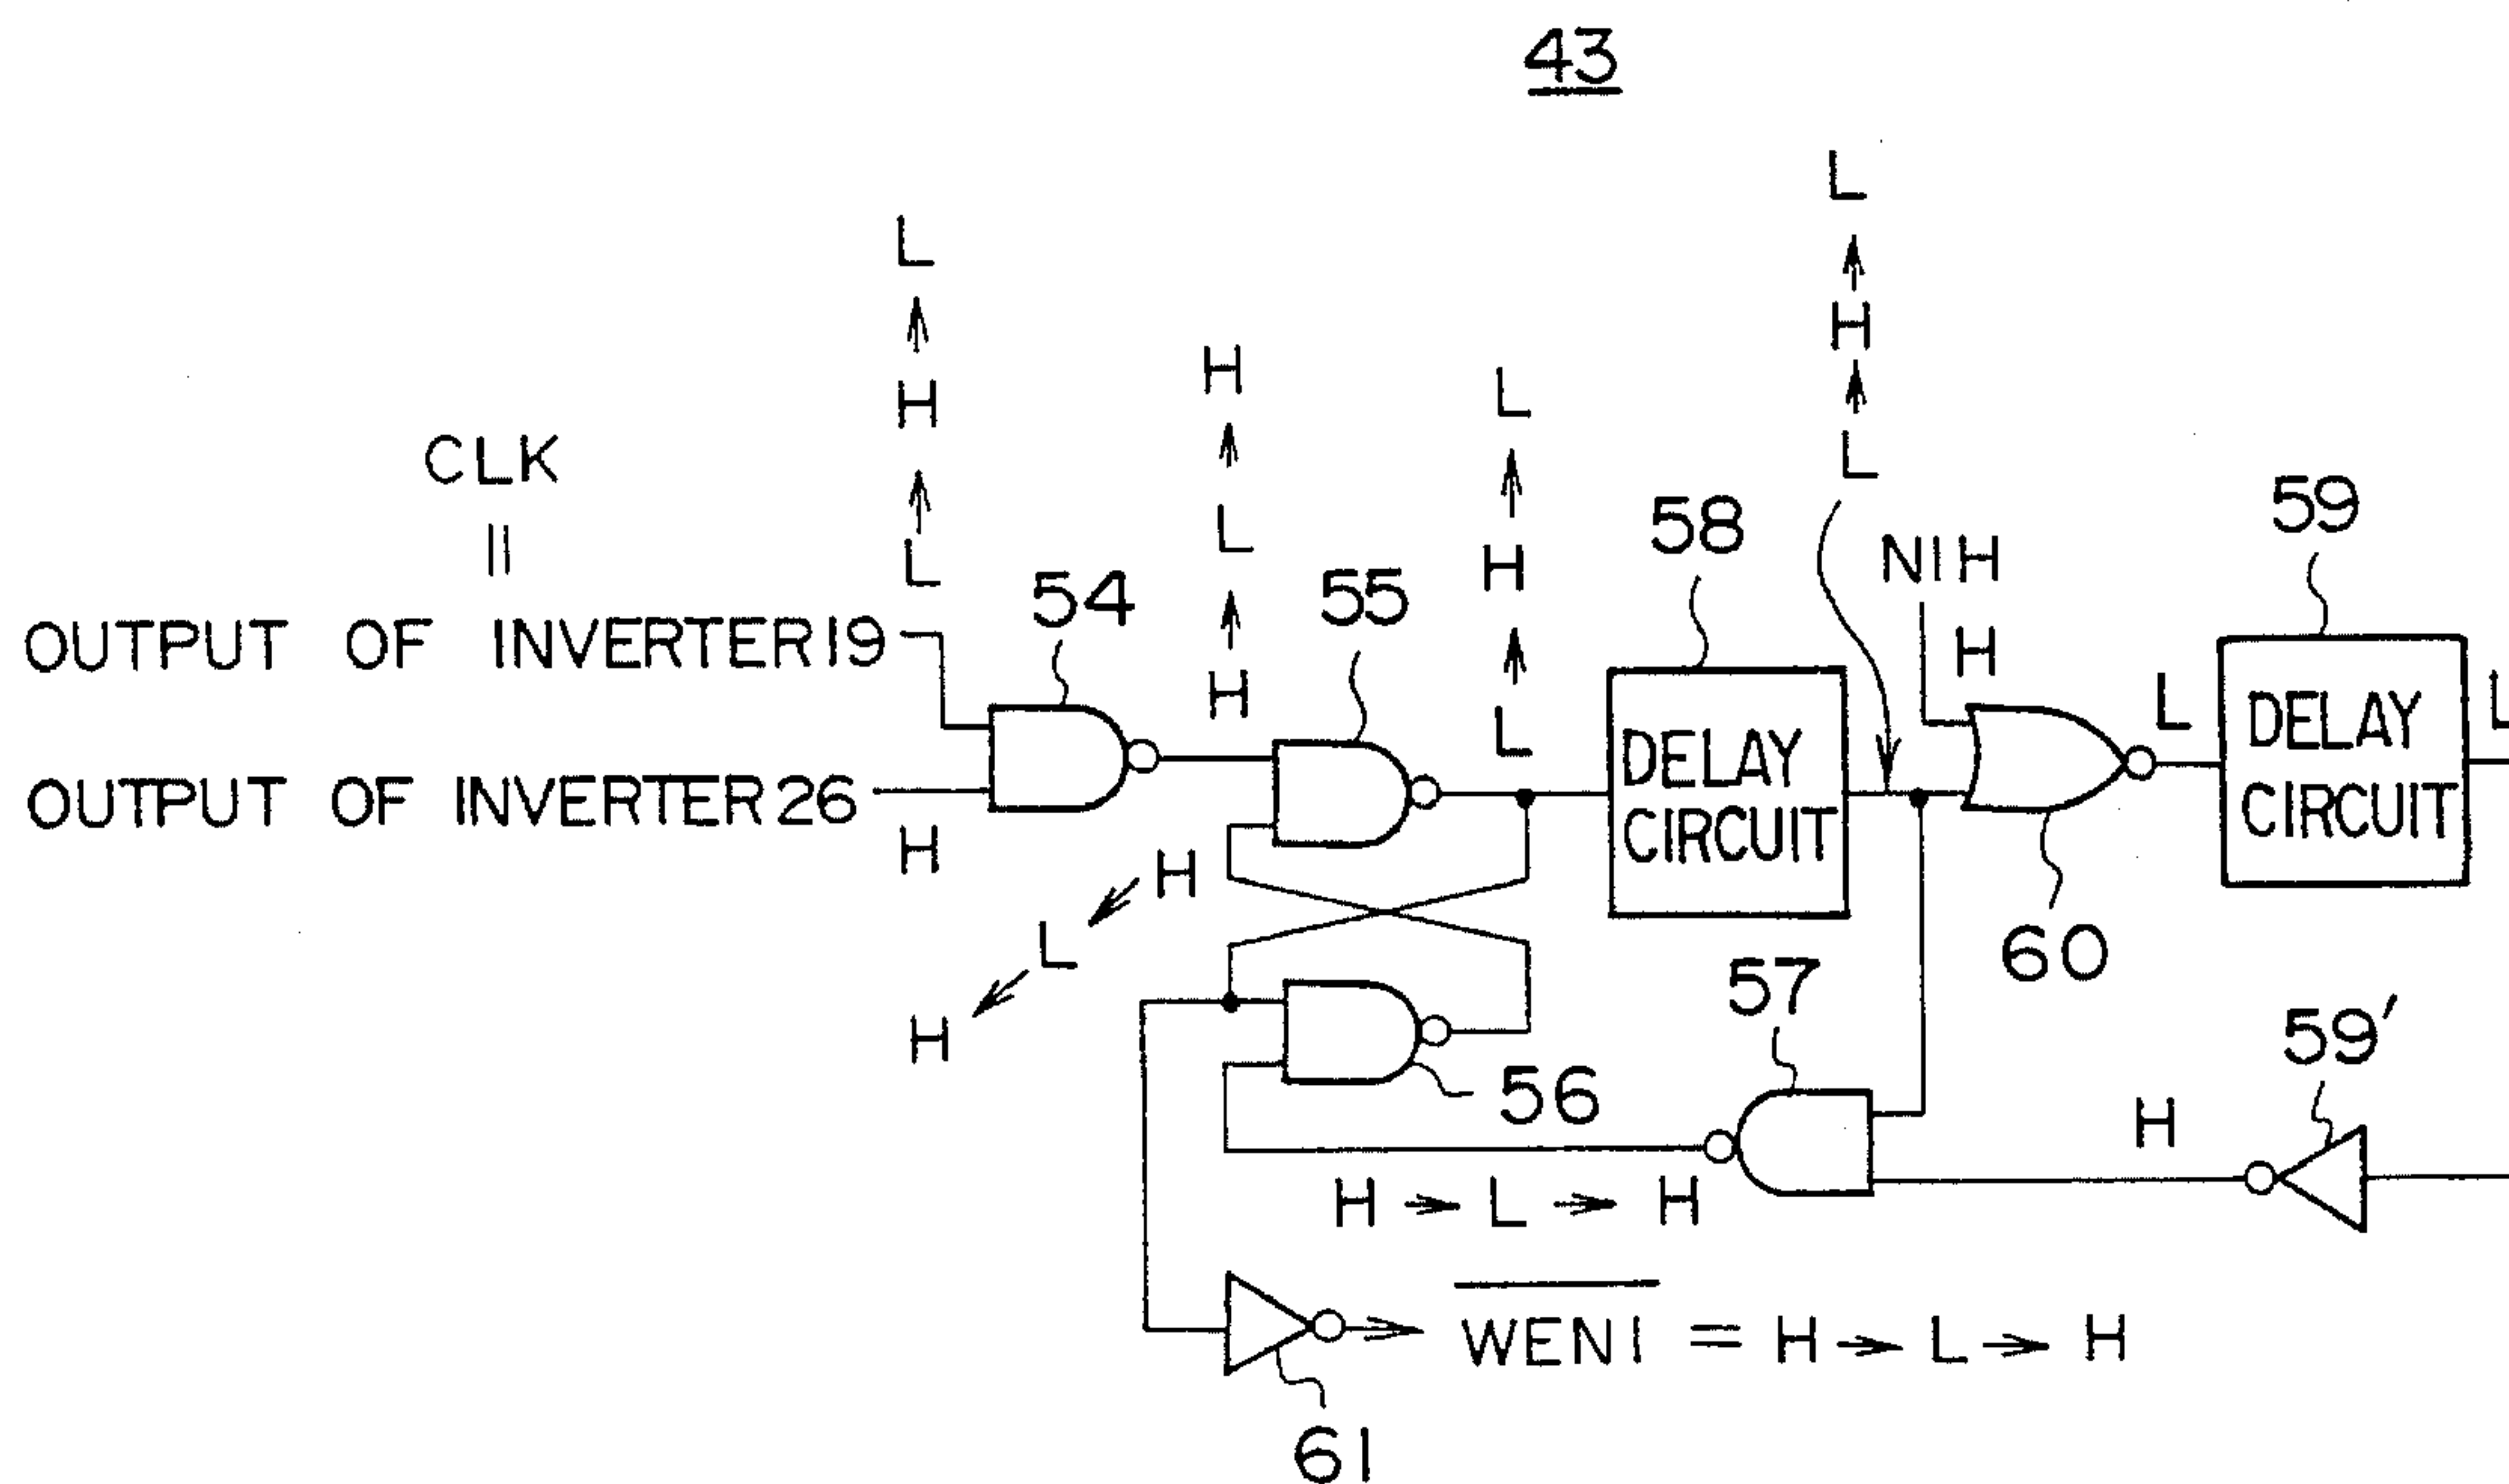 43
L
↑
H
↑
L
H
↑
L
↑
H
L
↑
H
↑
L
L
↑
H
↑
L
CLK
||
OUTPUT OF INVERTER19
OUTPUT OF INVERTER26
H
54
55
58
DELAY
CIRCUIT
N1H
H
60
L
59
DELAY
CIRCUIT
L
H
L
H
56
57
H → L → H
H
59'
61
WEN1 = H → L → H